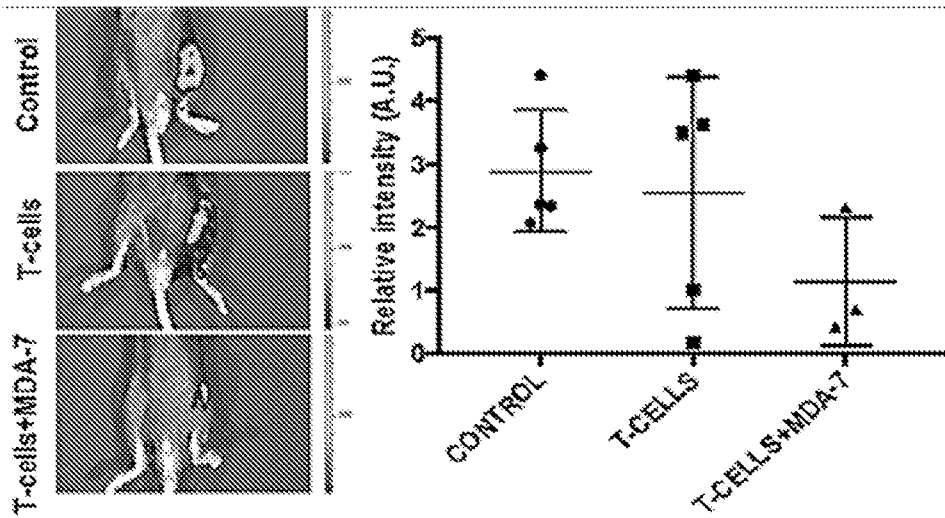 Control
T-cells
T-cells+MDA-7
Relative intensity (A.U.)
5
4
3
2
1
0
CONTROL
T-CELLS
T-CELLS+MDA-7